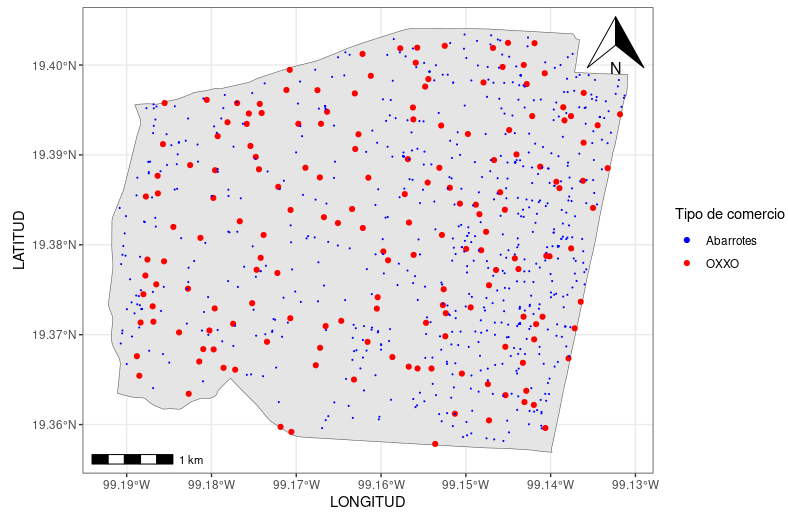 N
19.40°N
19.39°N
19.38°N
19.37°N
19.36°N
LATITUD
1 km
99.19°W 99.18°W 99.17°W 99.16°W 99.15°W 99.14°W 99.13°W
LONGITUD
Tipo de comercio
Abarrotes
OXXO